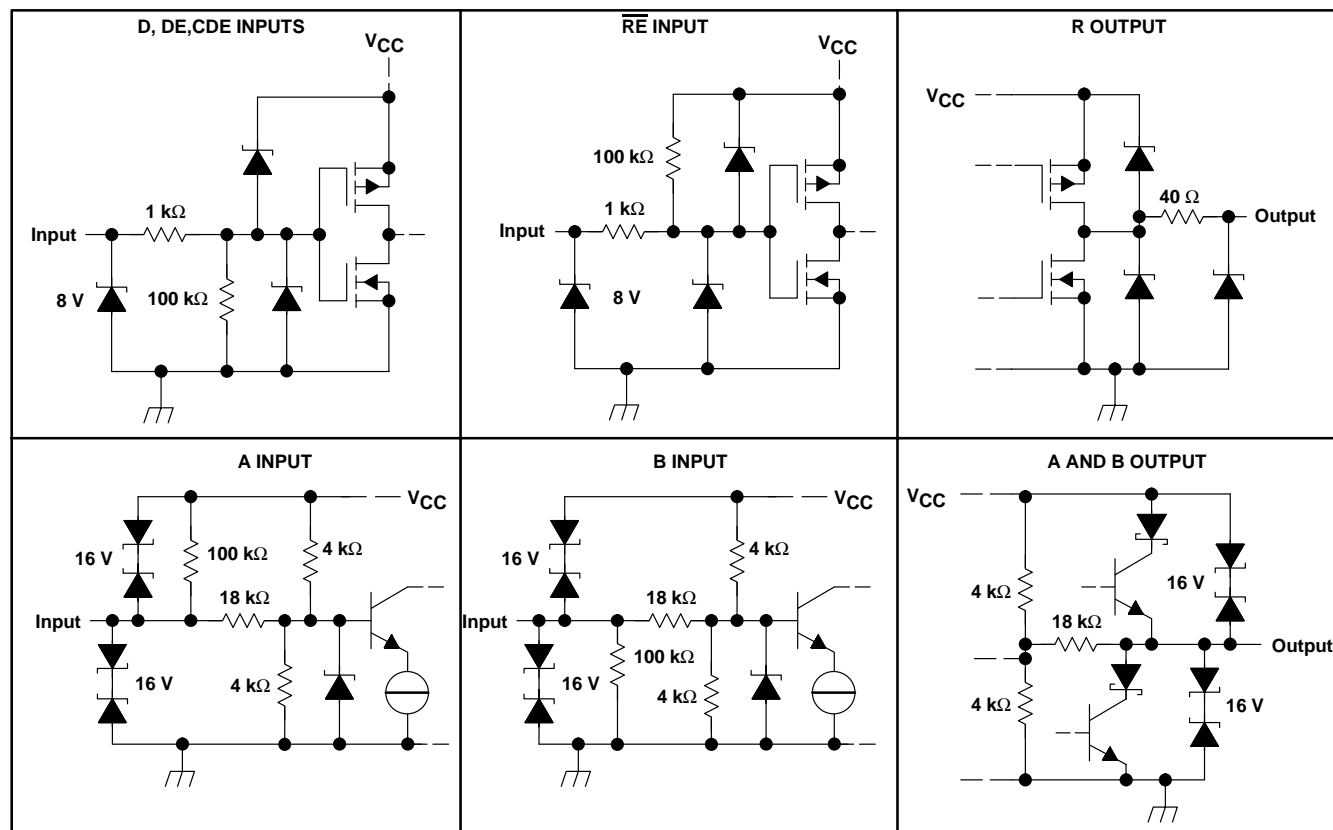 D, DE,CDE INPUTS
VCC
1 kΩ
Input
8 V
100 kΩ
RE INPUT
VCC
100 kΩ
1 kΩ
Input
8 V
R OUTPUT
VCC
40 Ω
Output
A INPUT
VCC
16 V
100 kΩ
4 kΩ
18 kΩ
Input
16 V
4 kΩ
B INPUT
VCC
16 V
4 kΩ
18 kΩ
Input
100 kΩ
16 V
4 kΩ
A AND B OUTPUT
VCC
16 V
4 kΩ
18 kΩ
Output
4 kΩ
16 V